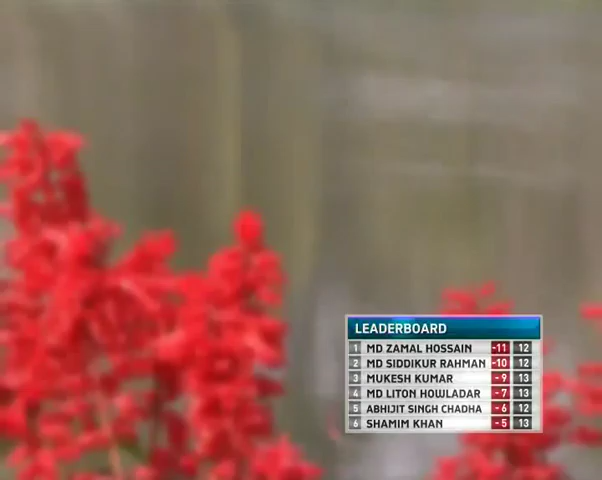 LEADERBOARD
1 MD ZAMAL HOSSAIN -11 12
2 MD SIDDIKUR RAHMAN -10 12
3 MUKESH KUMAR -9 13
4 MD LITON HOWLADAR -7 13
5 ABHIJIT SINGH CHADHA -6 12
6 SHAMIM KHAN -5 13